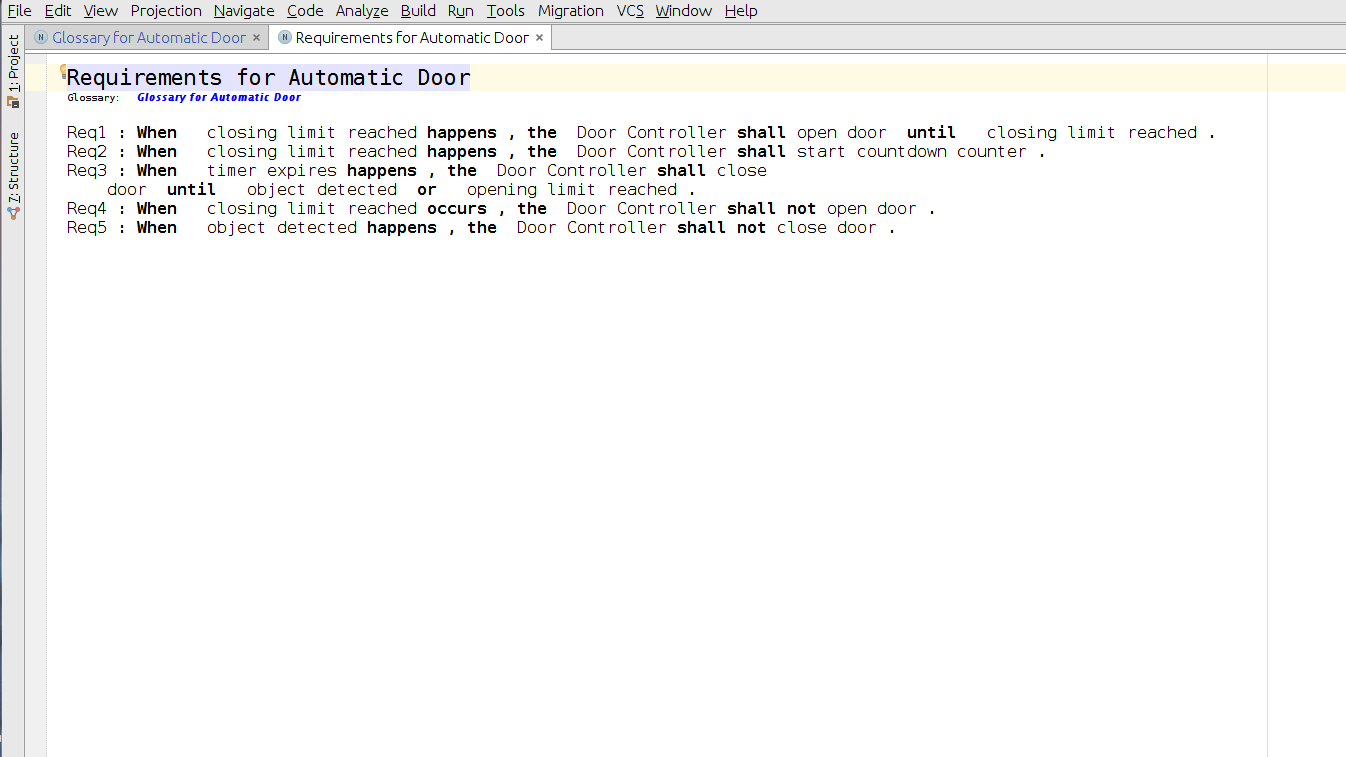 File Edit View Projection Navigate Code Analyze Build Run Tools Migration VCS Window Help
N Glossary for Automatic Door × N Requirements for Automatic Door ×
1: Project
7: Structure
Requirements for Automatic Door
Glossary: Glossary for Automatic Door
Req1 : When closing limit reached happens , the Door Controller shall open door until closing limit reached .
Req2 : When closing limit reached happens , the Door Controller shall start countdown counter .
Req3 : When timer expires happens , the Door Controller shall close
door until object detected or opening limit reached .
Req4 : When closing limit reached occurs , the Door Controller shall not open door .
Req5 : When object detected happens , the Door Controller shall not close door .